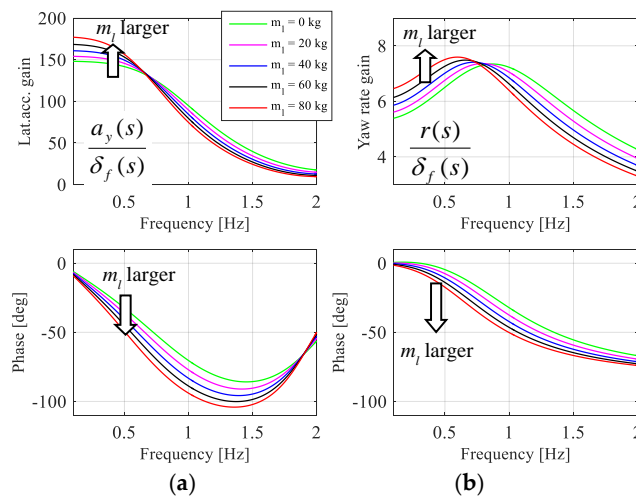 m_l larger
m_l = 0 kg
m_l = 20 kg
m_l = 40 kg
m_l = 60 kg
m_l = 80 kg
Lat.acc. gain
200
150
100
50
0
a_y(s)
δ_f(s)
0.5
1
1.5
2
Frequency [Hz]
m_l larger
Yaw rate gain
8
6
4
r(s)
δ_f(s)
0.5
1
1.5
2
Frequency [Hz]
m_l larger
Phase [deg]
0
-50
-100
0.5
1
1.5
2
Frequency [Hz]
(a)
m_l larger
Phase [deg]
0
-50
-100
0.5
1
1.5
2
Frequency [Hz]
(b)